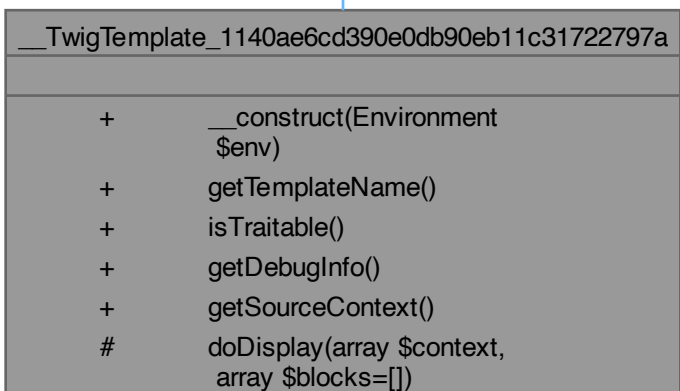 __TwigTemplate_1140ae6cd390e0db90eb11c31722797a
+ __construct(Environment
$env)
+ getTemplateName()
+ isTraitable()
+ getDebugInfo()
+ getSourceContext()
# doDisplay(array $context,
array $blocks=[])